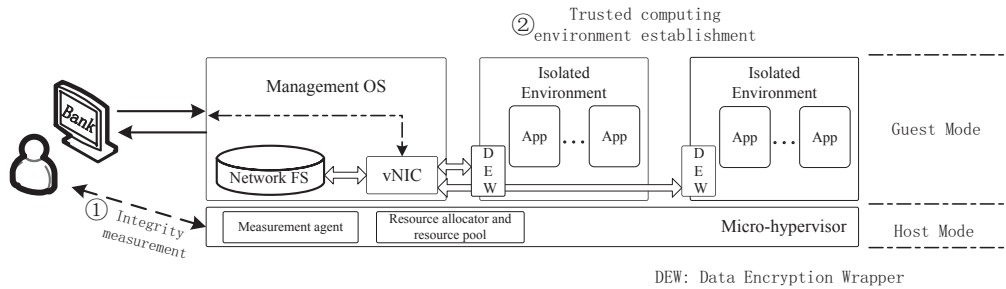 ② Trusted computing
environment establishment
Management OS
Isolated
Environment
Isolated
Environment
Guest Mode
Bank
App ... App
App ... App
D
E
W
D
E
W
Network FS
vNIC
① Integrity
measurement
Measurement agent
Resource allocator and
resource pool
Micro-hypervisor
Host Mode
DEW: Data Encryption Wrapper